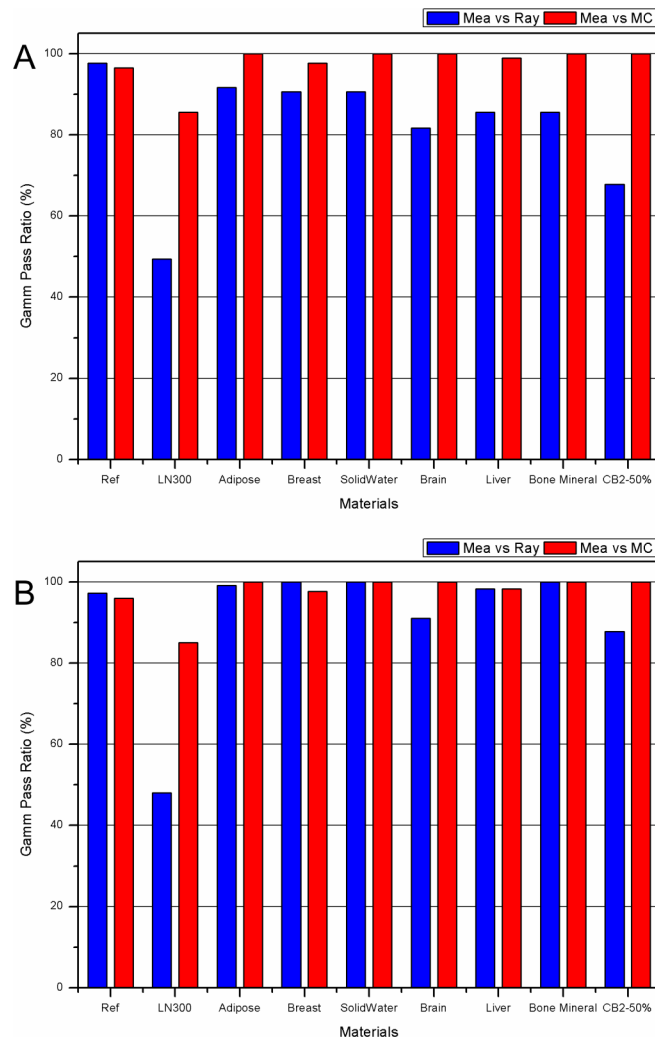 Mea vs Ray Mea vs MC
A
100
80
60
40
20
0
Gamm Pass Ratio (%)
Ref LN300 Adipose Breast SolidWater Brain Liver Bone Mineral CB2-50%
Materials
Mea vs Ray Mea vs MC
B
100
80
60
40
20
0
Gamm Pass Ratio (%)
Ref LN300 Adipose Breast SolidWater Brain Liver Bone Mineral CB2-50%
Materials